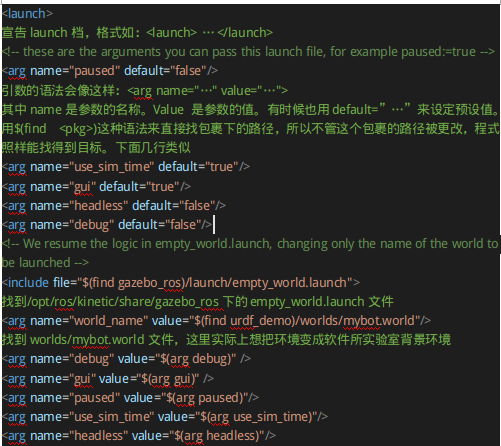 <launch>
宣告 launch 档，格式如：<launch> …</launch>
<!-- these are the arguments you can pass this launch file, for example paused:=true -->
<arg name="paused" default="false"/>
引数的语法会像这样：<arg name="…" value="…">
其中 name 是参数的名称。Value 是参数的值。有时候也用 default=”…”来设定预设值。
用$(find <pkg>)这种语法来直接找包裹下的路径，所以不管这个包裹的路径被更改，程式
照样能找得到目标。下面几行类似
<arg name="use_sim_time" default="true"/>
<arg name="gui" default="true"/>
<arg name="headless" default="false"/>
<arg name="debug" default="false"/>
<!-- We resume the logic in empty_world.launch, changing only the name of the world to
be launched -->
<include file="$(find gazebo_ros)/launch/empty_world.launch">
找到/opt/ros/kinetic/share/gazebo_ros 下的 empty_world.launch 文件
<arg name="world_name" value="$(find urdf_demo)/worlds/mybot.world"/>
找到 worlds/mybot.world 文件，这里实际上想把环境变成软件所实验室背景环境
<arg name="debug" value="$(arg debug)" />
<arg name="gui" value="$(arg gui)" />
<arg name="paused" value="$(arg paused)"/>
<arg name="use_sim_time" value="$(arg use_sim_time)"/>
<arg name="headless" value="$(arg headless)"/>